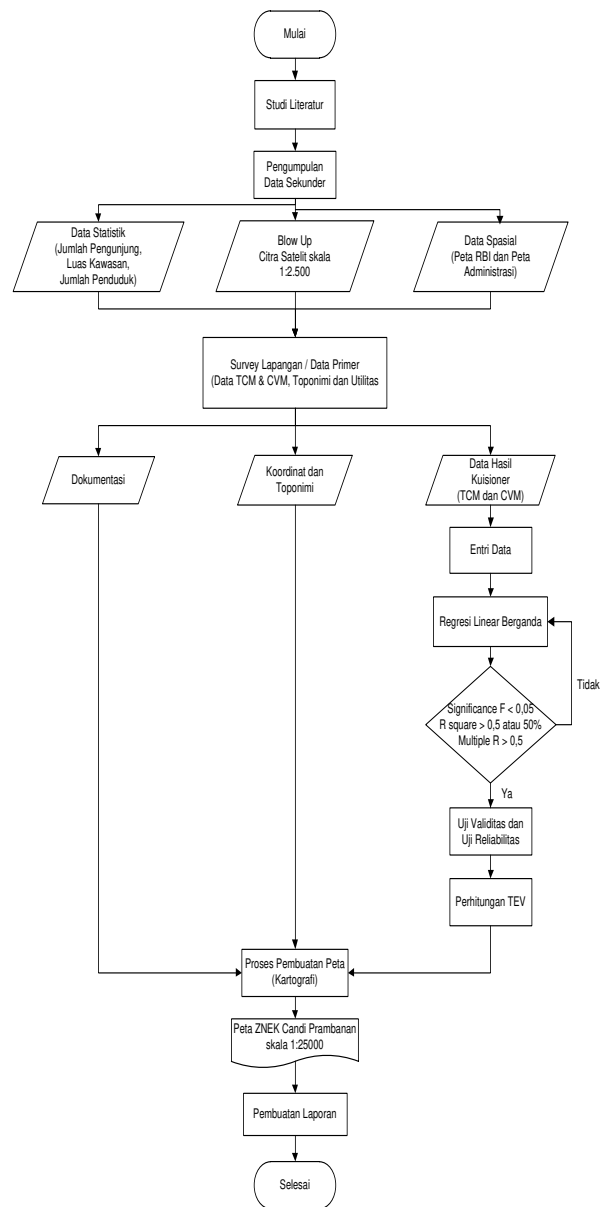 Mulai
Studi Literatur
Pengumpulan
Data Sekunder
Data Statistik
(Jumlah Pengunjung,
Luas Kawasan,
Jumlah Penduduk)
Blow Up
Citra Satelit skala
1:2.500
Data Spasial
(Peta RBI dan Peta
Administrasi)
Survey Lapangan / Data Primer
(Data TCM & CVM, Toponimi dan Utilitas
Dokumentasi
Koordinat dan
Toponimi
Data Hasil
Kuisioner
(TCM dan CVM)
Entri Data
Regresi Linear Berganda
Tidak
Significance F < 0,05
R square > 0,5 atau 50%
Multiple R > 0,5
Ya
Uji Validitas dan
Uji Reliabilitas
Perhitungan TEV
Proses Pembuatan Peta
(Kartografi)
Peta ZNEK Candi Prambanan
skala 1:25000
Pembuatan Laporan
Selesai